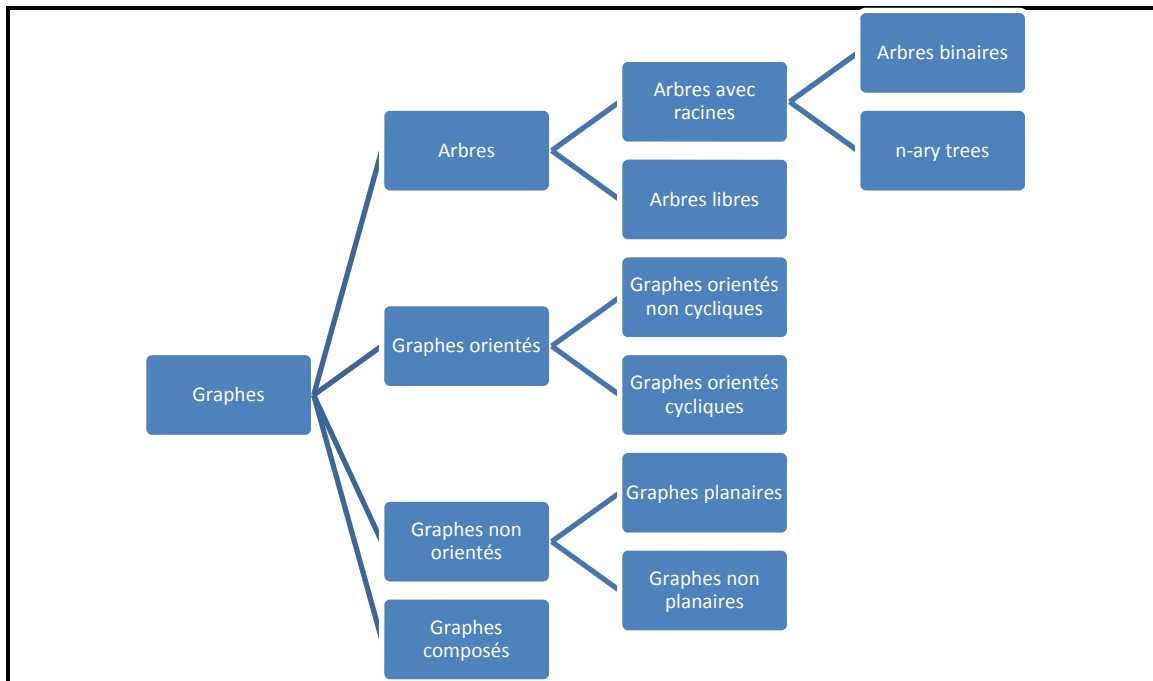 Arbres binaires
Arbres avec
racines
Arbres
n-ary trees
Arbres libres
Graphes orientés
non cycliques
Graphes orientés
Graphes orientés
cycliques
Graphes
Graphes planaires
Graphes non
orientés
Graphes non
planaires
Graphes
composés